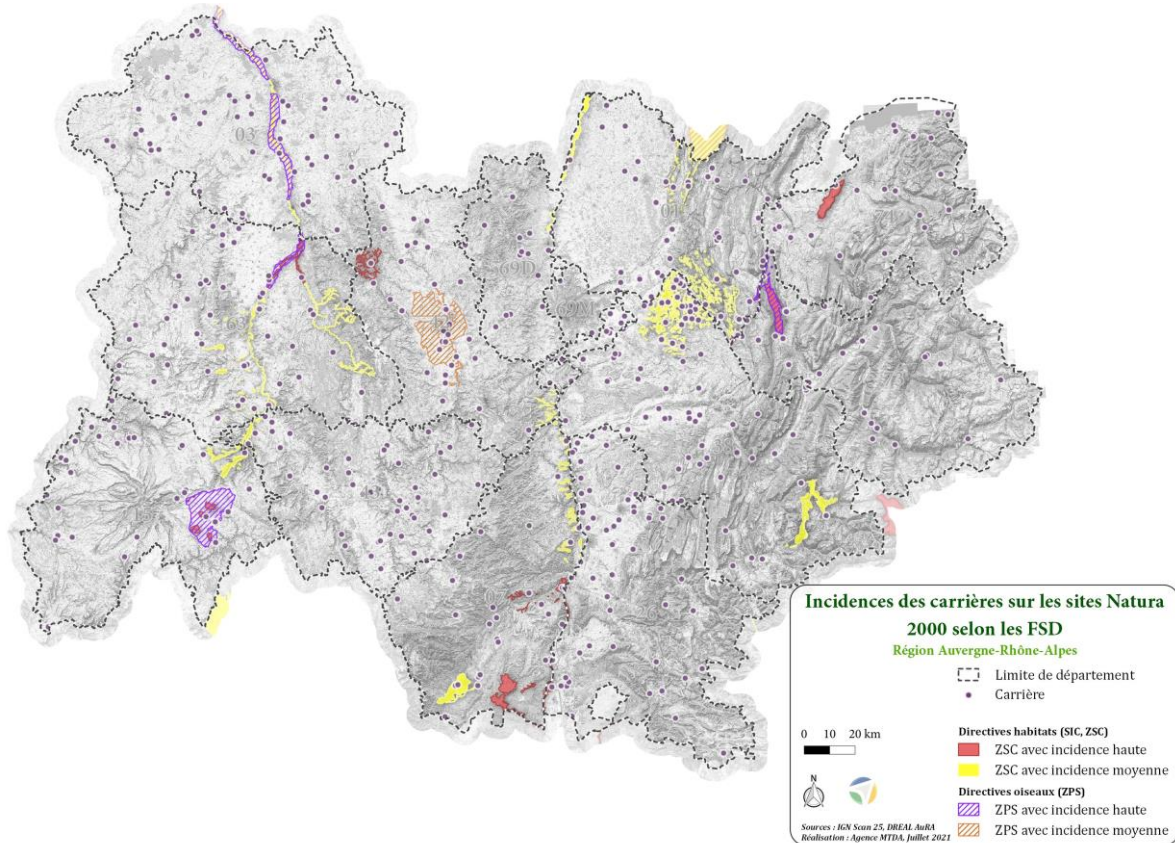 03
69D
69M
63
Incidences des carrières sur les sites Natura
2000 selon les FSD
Région Auvergne-Rhône-Alpes
Limite de département
Carrière
0 10 20 km
Directives habitats (SIC, ZSC)
ZSC avec incidence haute
ZSC avec incidence moyenne
N
Directives oiseaux (ZPS)
ZPS avec incidence haute
ZPS avec incidence moyenne
Sources : IGN Scan 25, DREAL AuRA
Réalisation : Agence MTDA, Juillet 2021